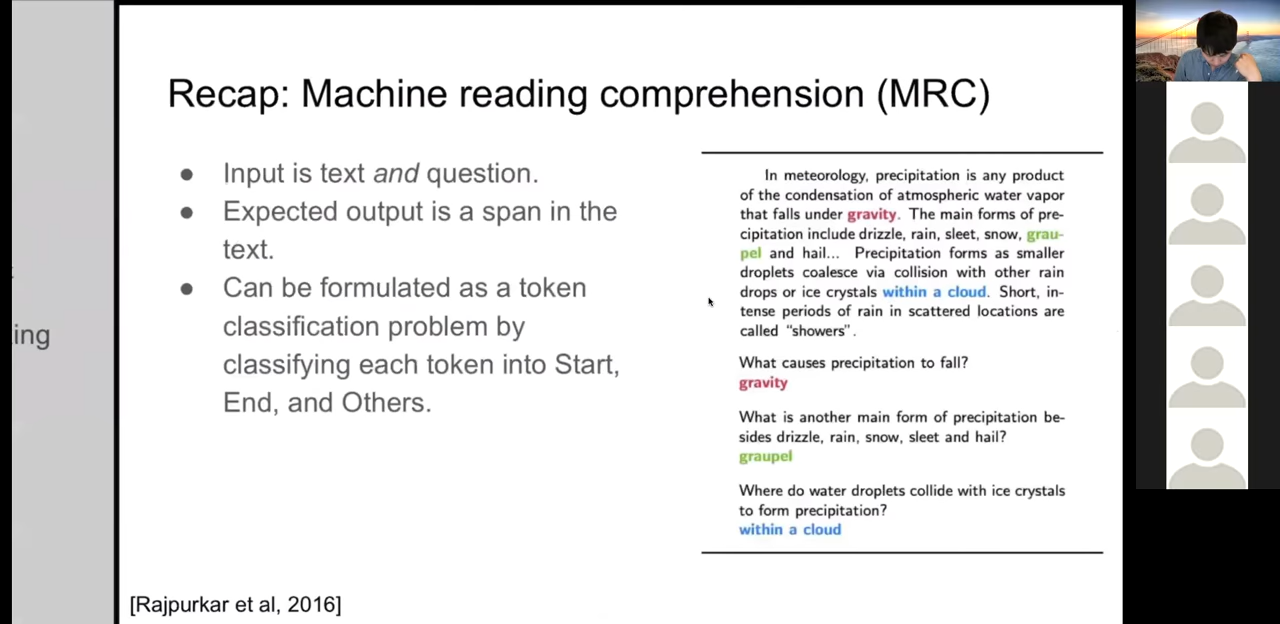 Recap: Machine reading comprehension (MRC)
● Input is text and question.
● Expected output is a span in the
text.
● Can be formulated as a token
classification problem by
classifying each token into Start,
End, and Others.
ing
In meteorology, precipitation is any product
of the condensation of atmospheric water vapor
that falls under gravity. The main forms of pre-
cipitation include drizzle, rain, sleet, snow, grau-
pel and hail... Precipitation forms as smaller
droplets coalesce via collision with other rain
drops or ice crystals within a cloud. Short, in-
tense periods of rain in scattered locations are
called “showers”.
What causes precipitation to fall?
gravity
What is another main form of precipitation be-
sides drizzle, rain, snow, sleet and hail?
graupel
Where do water droplets collide with ice crystals
to form precipitation?
within a cloud
[Rajpurkar et al, 2016]